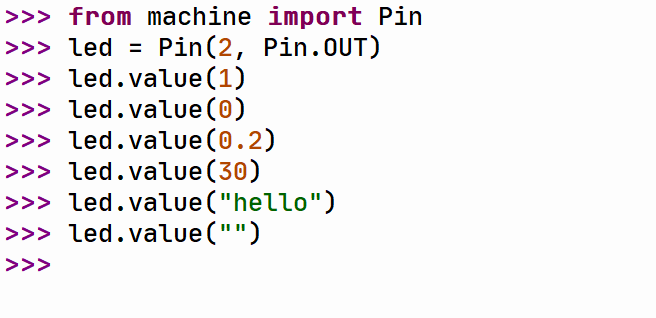 >>> from machine import Pin
>>> led = Pin(2, Pin.OUT)
>>> led.value(1)
>>> led.value(0)
>>> led.value(0.2)
>>> led.value(30)
>>> led.value("hello")
>>> led.value("")
>>>